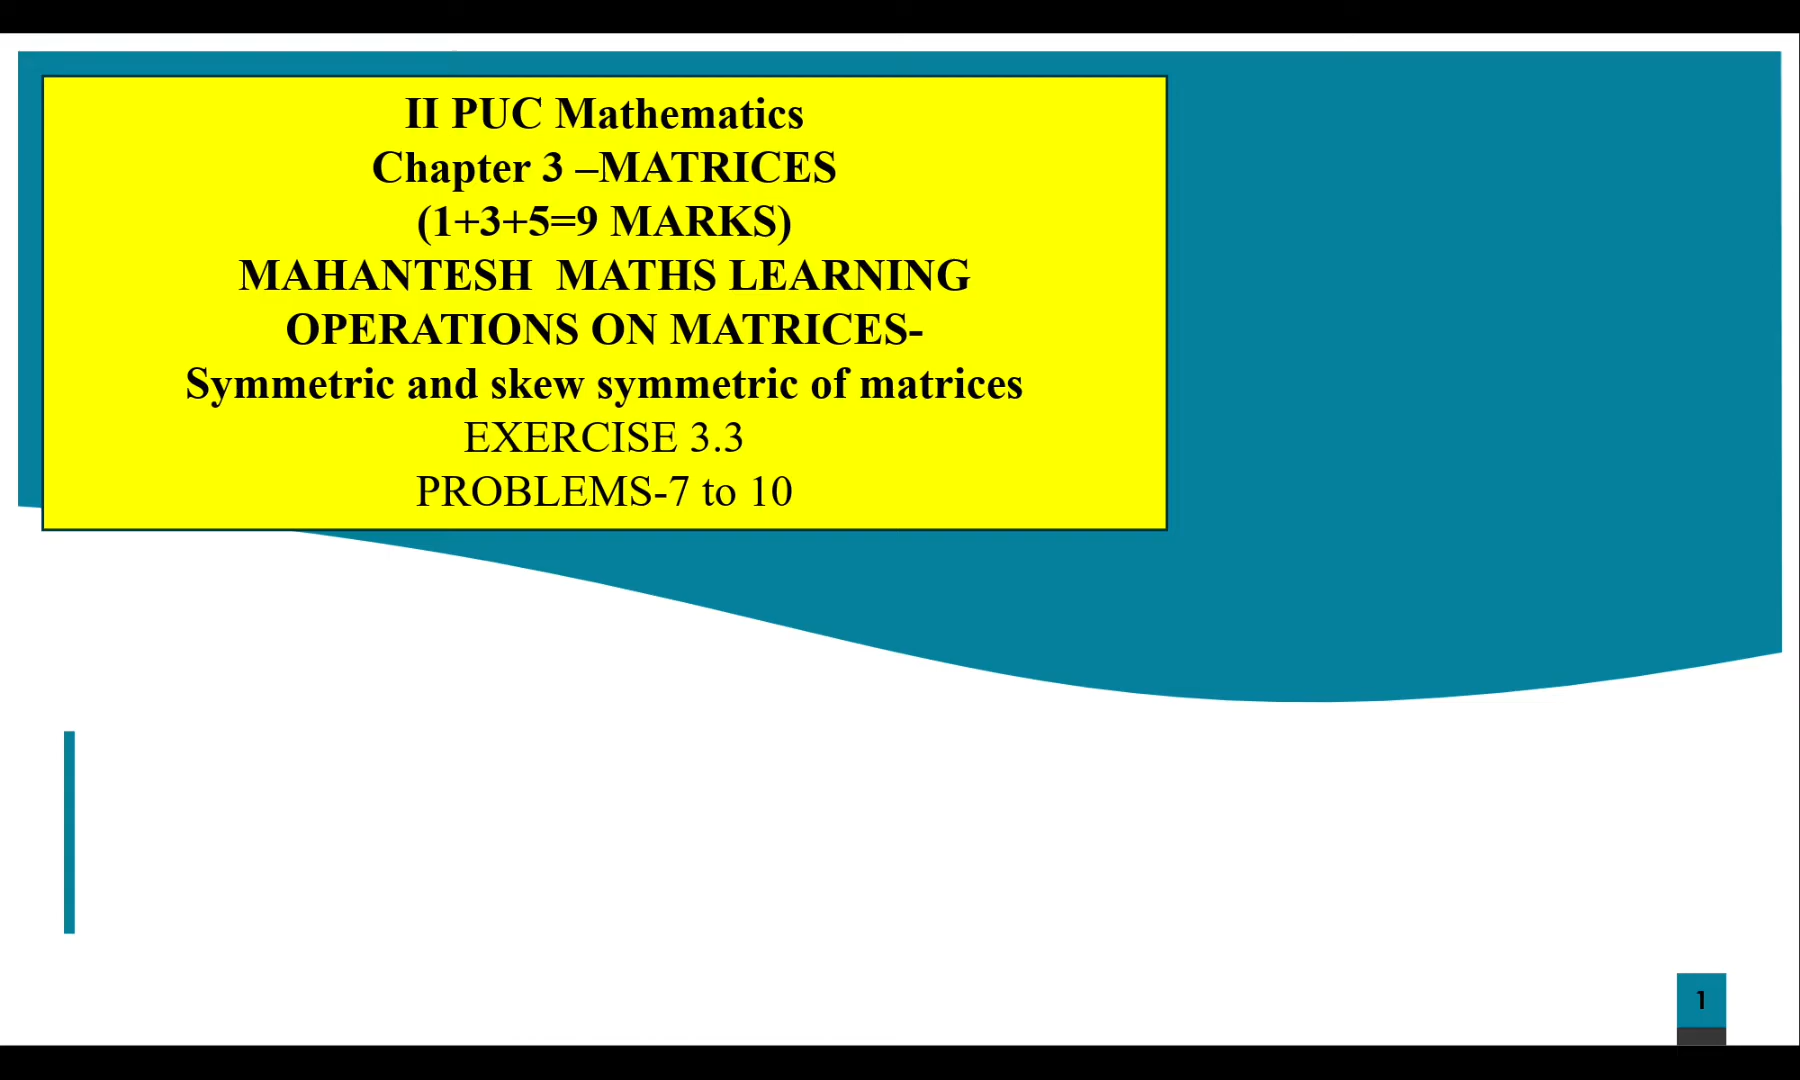 II PUC Mathematics
Chapter 3 –MATRICES
(1+3+5=9 MARKS)
MAHANTESH  MATHS LEARNING
OPERATIONS ON MATRICES-
Symmetric and skew symmetric of matrices
EXERCISE 3.3
PROBLEMS-7 to 10
1